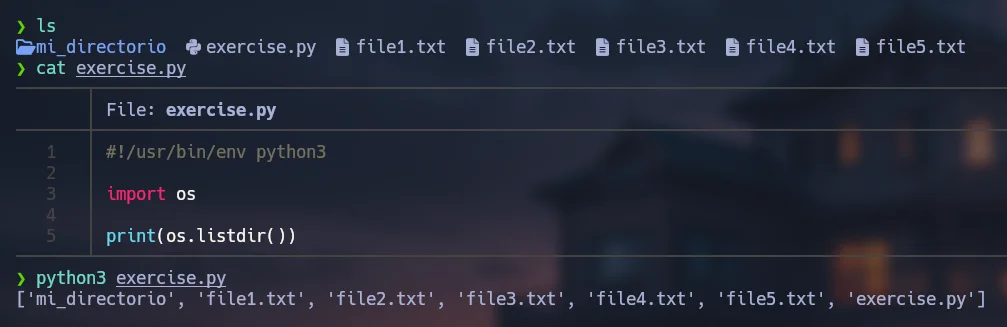 ❯ ls
mi_directorio exercise.py file1.txt file2.txt file3.txt file4.txt file5.txt
❯ cat exercise.py
File: exercise.py
1 #!/usr/bin/env python3
2
3 import os
4
5 print(os.listdir())
❯ python3 exercise.py
['mi_directorio', 'file1.txt', 'file2.txt', 'file3.txt', 'file4.txt', 'file5.txt', 'exercise.py']